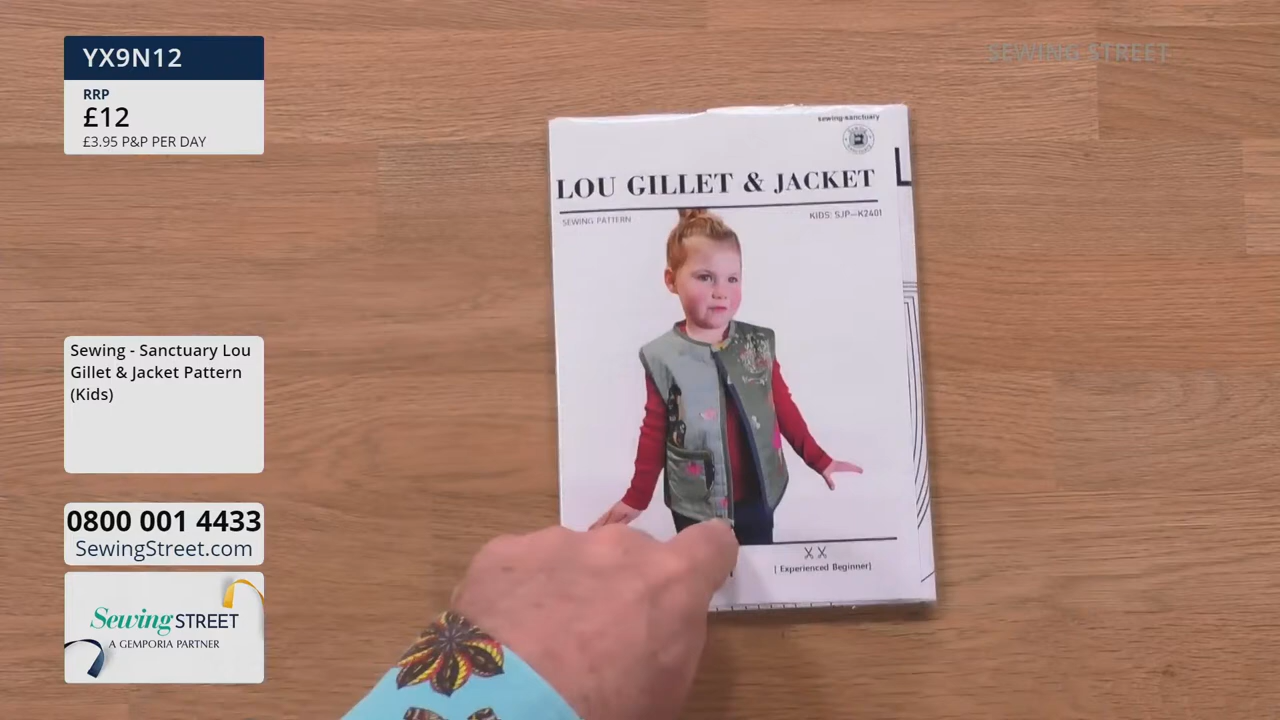 YX9N12
RRP
£12
£3.95 P&P PER DAY
SEWING STREET
sewing-sanctuary
LOU GILLET & JACKET
SEWING PATTERN
KIDS: SJP-K2401
L
Sewing - Sanctuary Lou
Gillet & Jacket Pattern
(Kids)
0800 001 4433
SewingStreet.com
[ Experienced Beginner]
Sewing STREET
A GEMPORIA PARTNER